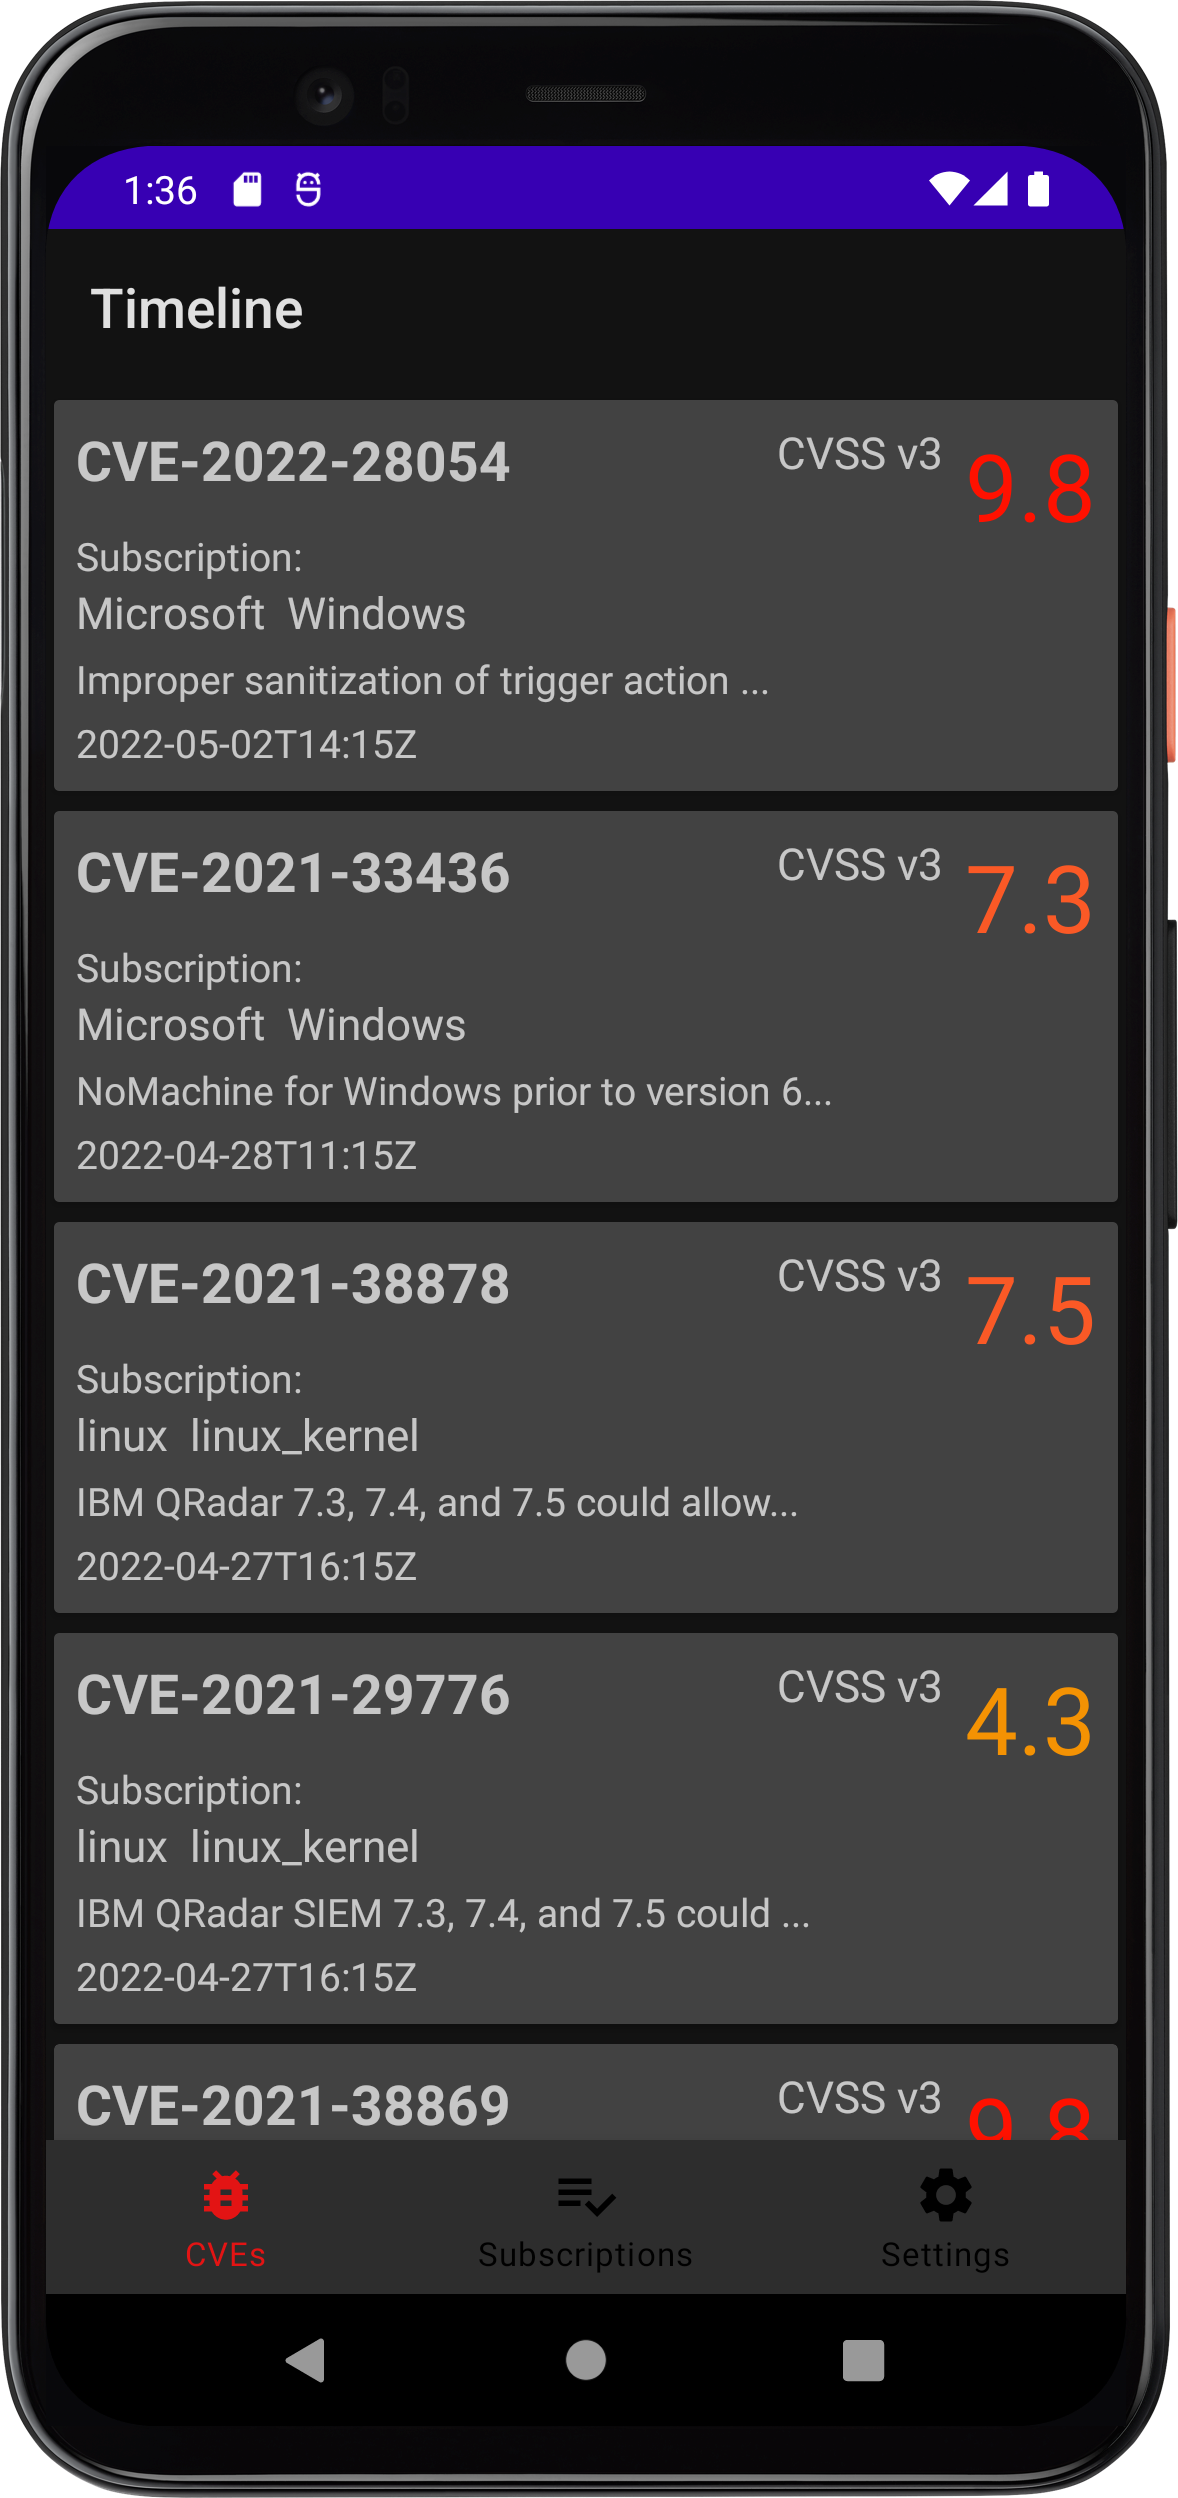 1:36
Timeline
CVE-2022-28054 CVSS v3 9.8
Subscription:
Microsoft Windows
Improper sanitization of trigger action ...
2022-05-02T14:15Z
CVE-2021-33436 CVSS v3 7.3
Subscription:
Microsoft Windows
NoMachine for Windows prior to version 6...
2022-04-28T11:15Z
CVE-2021-38878 CVSS v3 7.5
Subscription:
linux linux_kernel
IBM QRadar 7.3, 7.4, and 7.5 could allow...
2022-04-27T16:15Z
CVE-2021-29776 CVSS v3 4.3
Subscription:
linux linux_kernel
IBM QRadar SIEM 7.3, 7.4, and 7.5 could ...
2022-04-27T16:15Z
CVE-2021-38869 CVSS v3 9.8
CVEs Subscriptions Settings